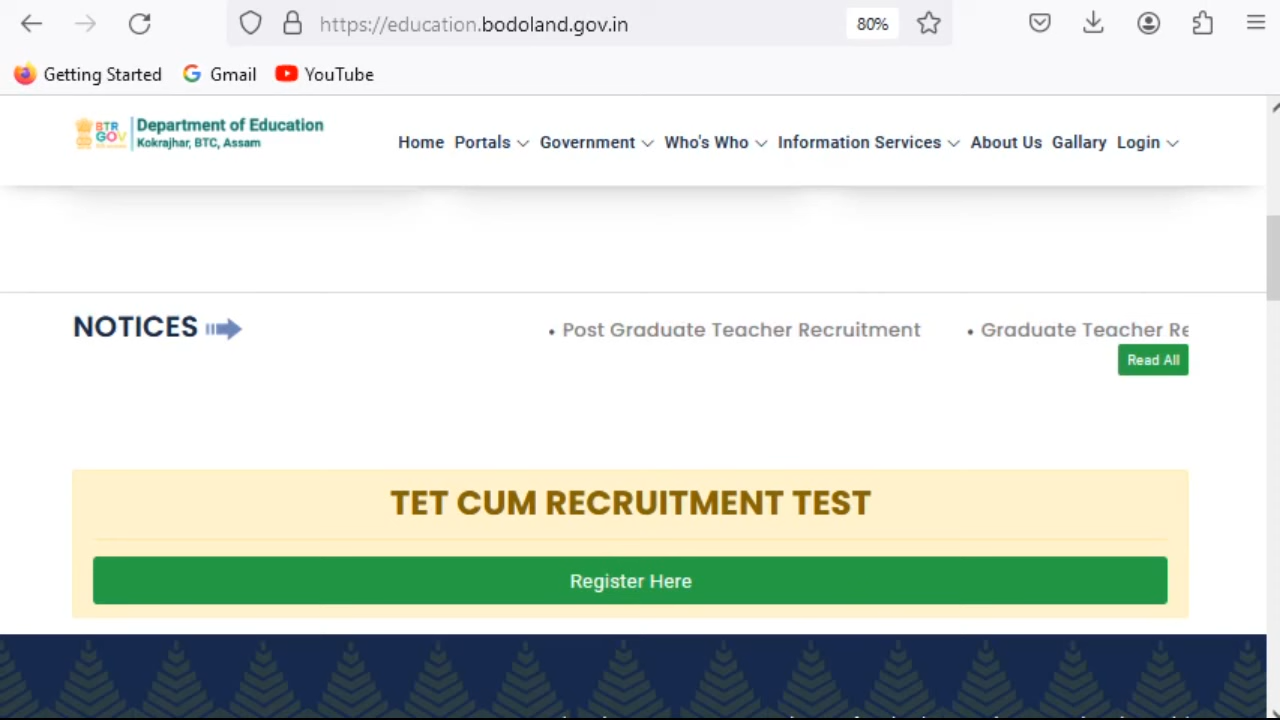 https://education.bodoland.gov.in
80%
Getting Started Gmail YouTube
BTR GOV Department of Education
Kokrajhar, BTC, Assam
Home Portals Government Who's Who Information Services About Us Gallary Login
NOTICES
• Post Graduate Teacher Recruitment • Graduate Teacher Re
Read All
TET CUM RECRUITMENT TEST
Register Here